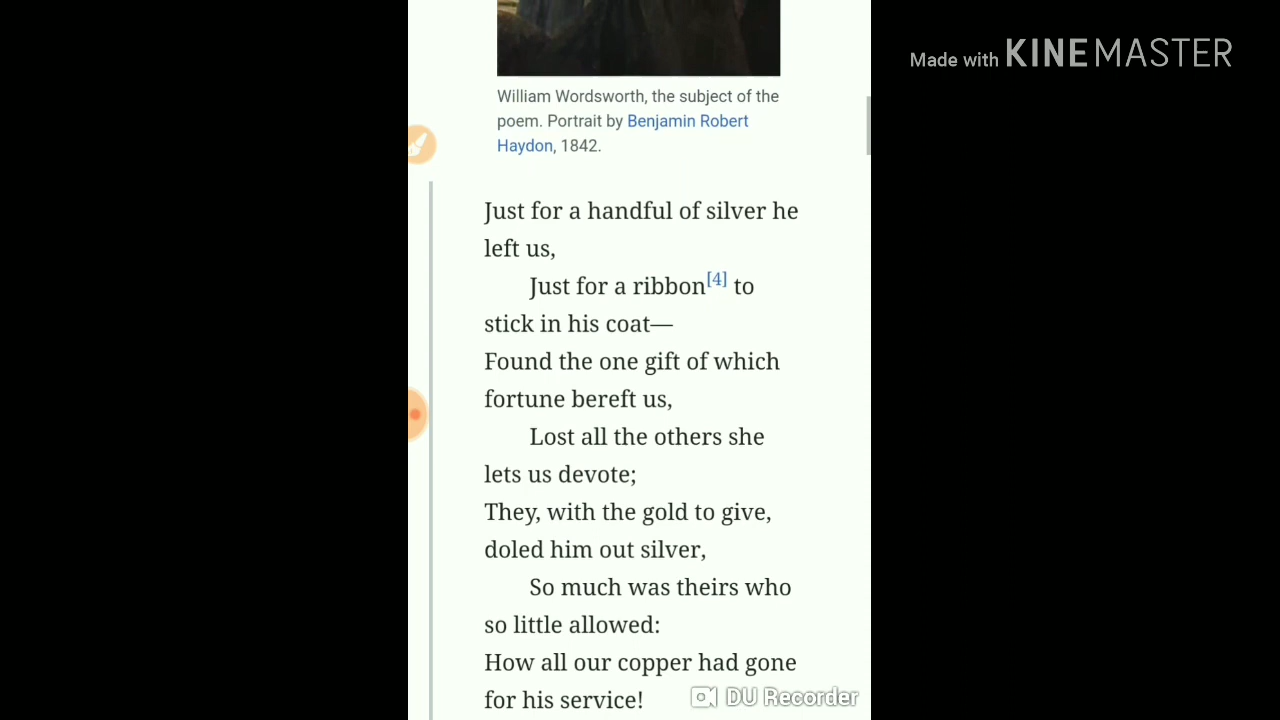 Made with KINEMASTER
William Wordsworth, the subject of the
poem. Portrait by Benjamin Robert
Haydon, 1842.
Just for a handful of silver he
left us,
Just for a ribbon[4] to
stick in his coat—
Found the one gift of which
fortune bereft us,
Lost all the others she
lets us devote;
They, with the gold to give,
doled him out silver,
So much was theirs who
so little allowed:
How all our copper had gone
for his service!
DU Recorder